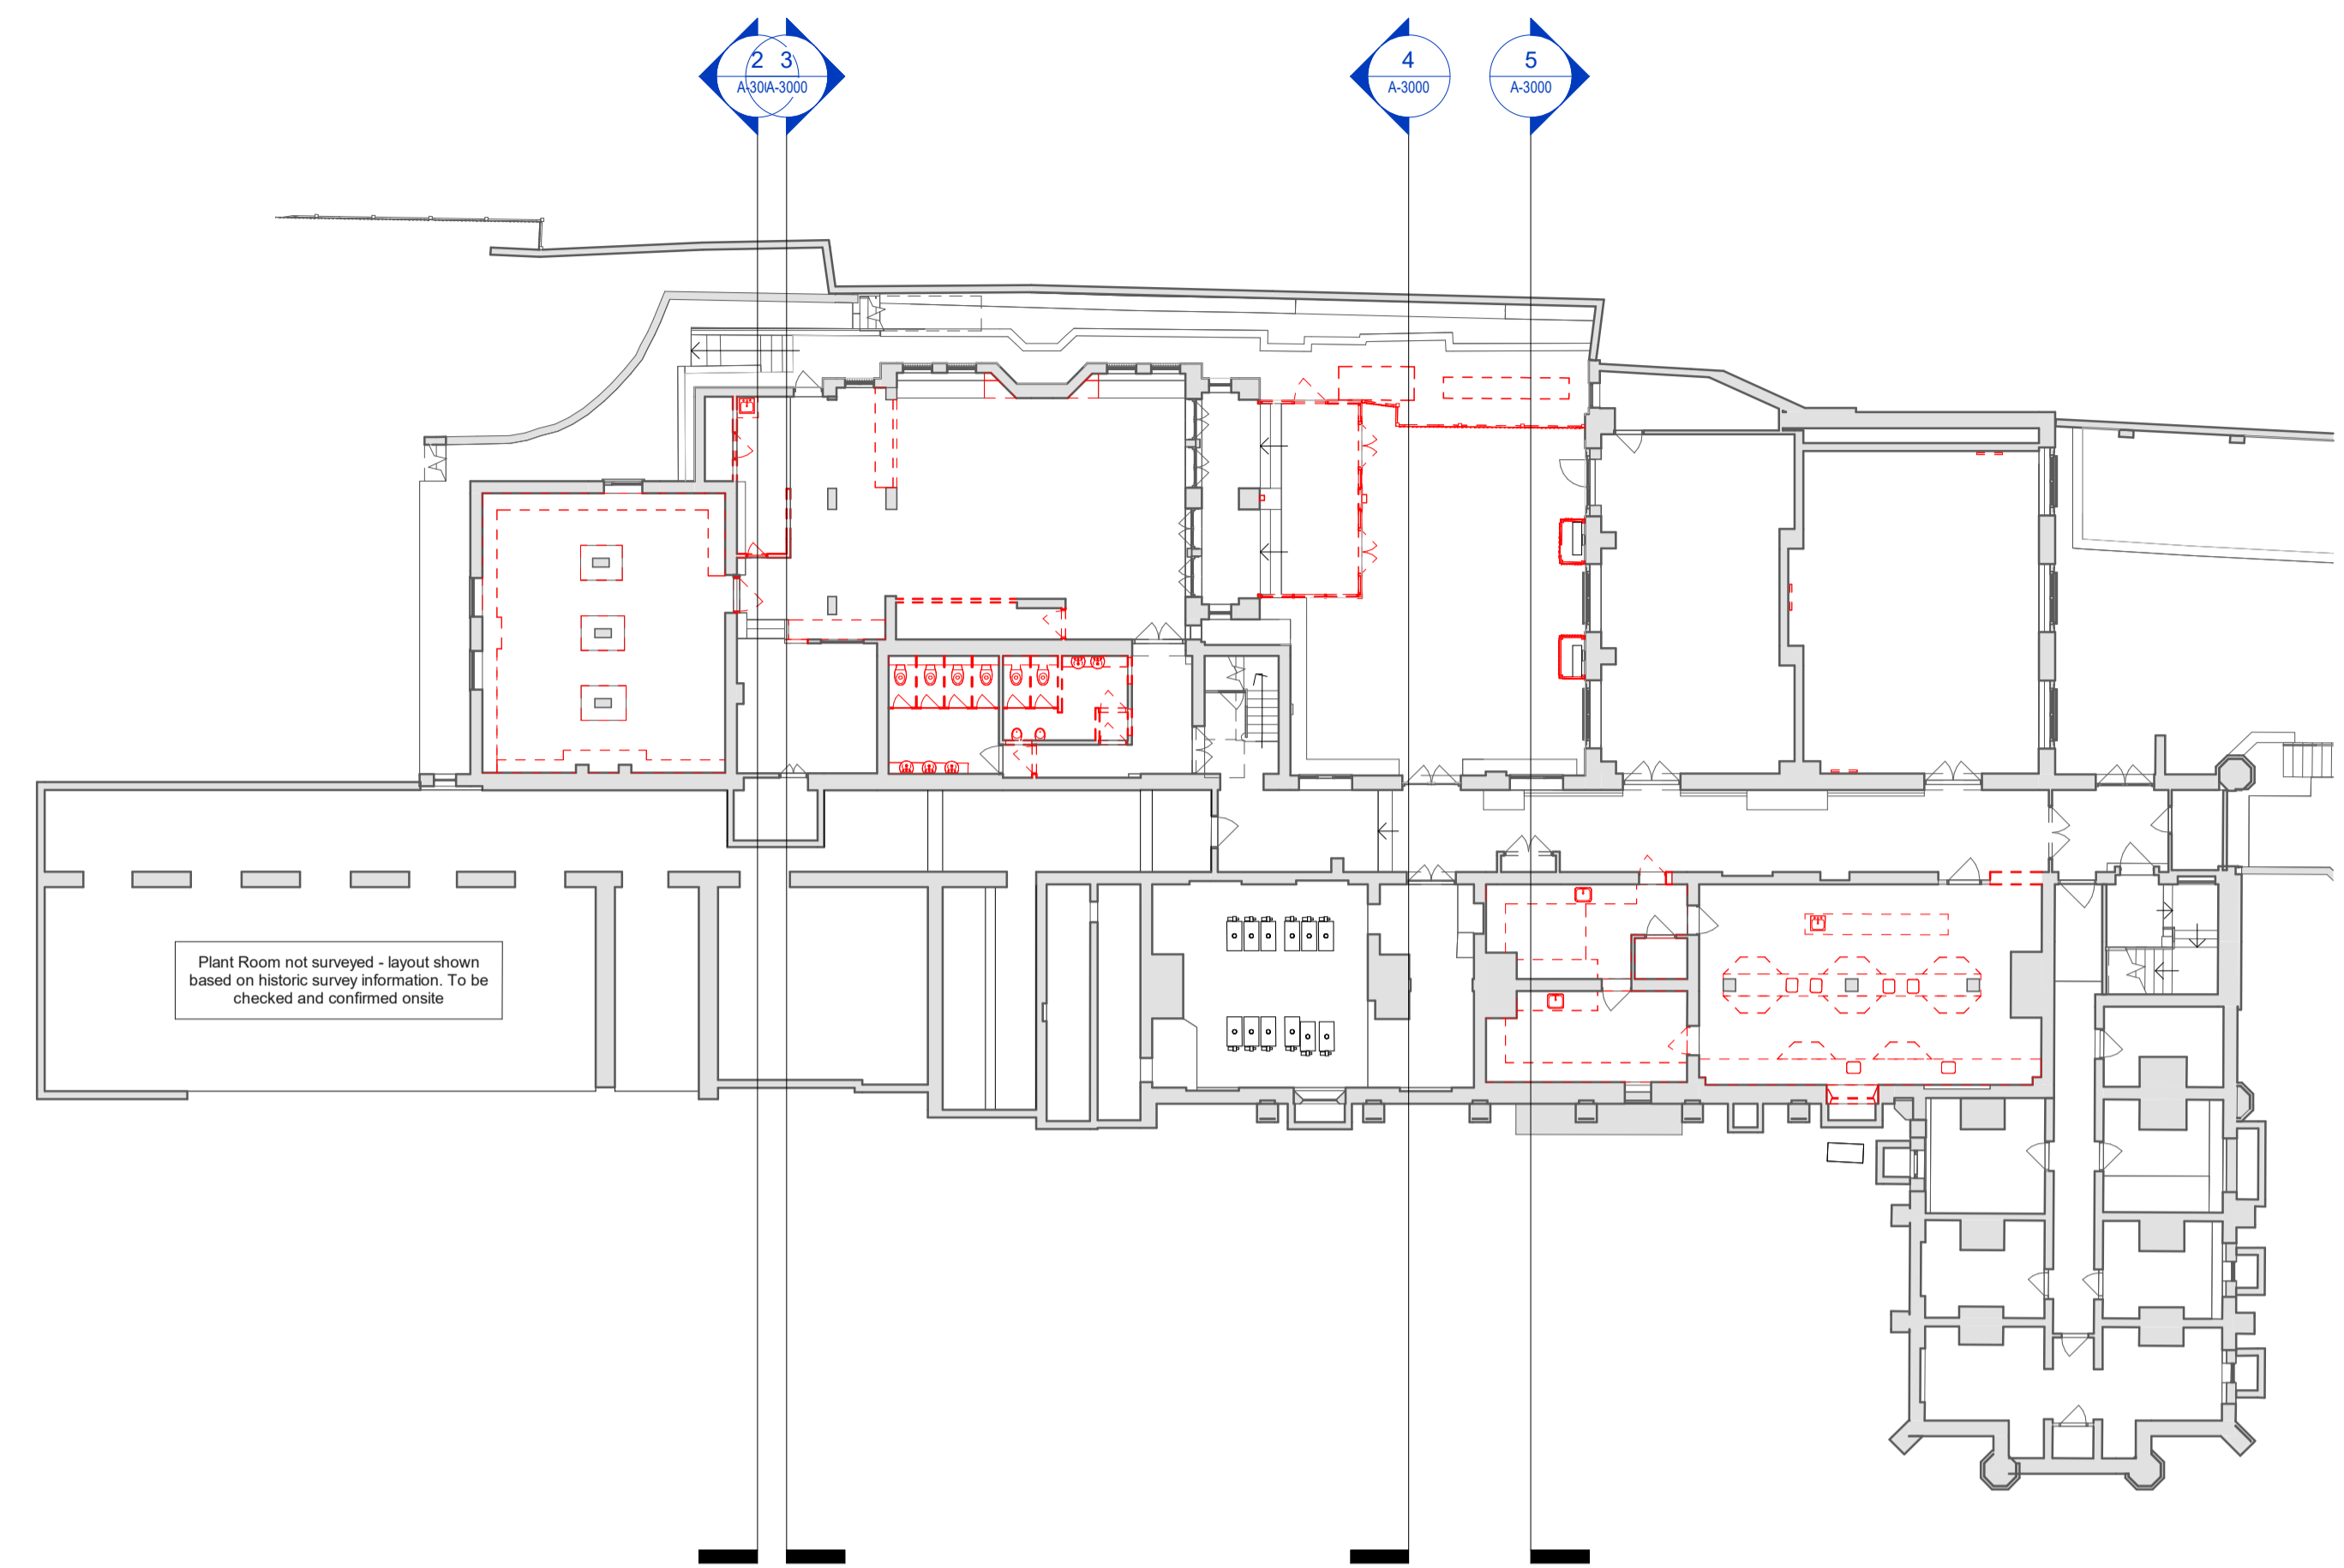 2 3
A-30 A-3000
4
A-3000
5
A-3000
Plant Room not surveyed - layout shown
based on historic survey information. To be
checked and confirmed onsite